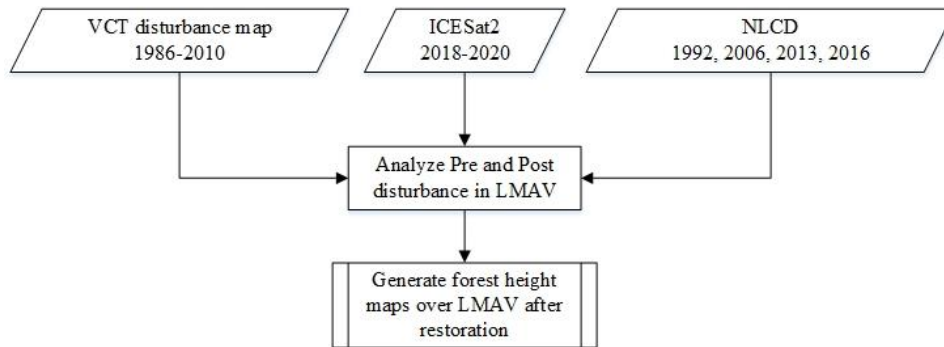 VCT disturbance map
1986-2010
ICESat2
2018-2020
NLCD
1992, 2006, 2013, 2016
Analyze Pre and Post
disturbance in LMAV
Generate forest height
maps over LMAV after
restoration